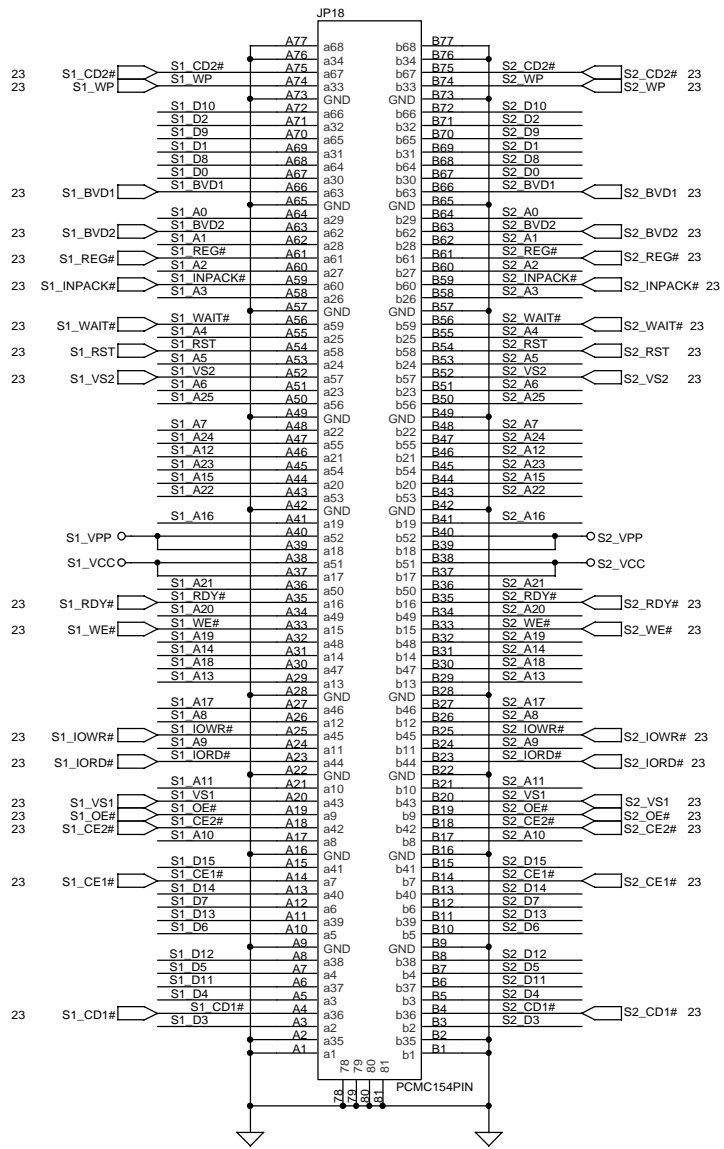 JP18
A77 a68 b68 B77
A76 a34 b34 B76
23 S1_CD2# S1_CD2# A75 a67 b67 B75 S2_CD2# S2_CD2# 23
23 S1_WP S1_WP A74 a33 b33 B74 S2_WP S2_WP 23
A73 GND GND B73
S1_D10 A72 a66 b66 B72 S2_D10
S1_D2 A71 a32 b32 B71 S2_D2
S1_D9 A70 a65 b65 B70 S2_D9
S1_D1 A69 a31 b31 B69 S2_D1
S1_D8 A68 a64 b64 B68 S2_D8
S1_D0 A67 a30 b30 B67 S2_D0
23 S1_BVD1 S1_BVD1 A66 a63 b63 B66 S2_BVD1 S2_BVD1 23
A65 GND GND B65
S1_A0 A64 a29 b29 B64 S2_A0
23 S1_BVD2 S1_BVD2 A63 a62 b62 B63 S2_BVD2 S2_BVD2 23
S1_A1 A62 a28 b28 B62 S2_A1
23 S1_REG# S1_REG# A61 a61 b61 B61 S2_REG# S2_REG# 23
S1_A2 A60 a27 b27 B60 S2_A2
23 S1_INPACK# S1_INPACK# A59 a60 b60 B59 S2_INPACK# S2_INPACK# 23
S1_A3 A58 a26 b26 B58 S2_A3
A57 GND GND B57
23 S1_WAIT# S1_WAIT# A56 a59 b59 B56 S2_WAIT# S2_WAIT# 23
S1_A4 A55 a25 b25 B55 S2_A4
23 S1_RST S1_RST A54 a58 b58 B54 S2_RST S2_RST 23
S1_A5 A53 a24 b24 B53 S2_A5
23 S1_VS2 S1_VS2 A52 a57 b57 B52 S2_VS2 S2_VS2 23
S1_A6 A51 a23 b23 B51 S2_A6
S1_A25 A50 a56 b56 B50 S2_A25
A49 GND GND B49
S1_A7 A48 a22 b22 B48 S2_A7
S1_A24 A47 a55 b55 B47 S2_A24
S1_A12 A46 a21 b21 B46 S2_A12
S1_A23 A45 a54 b54 B45 S2_A23
S1_A15 A44 a20 b20 B44 S2_A15
S1_A22 A43 a53 b53 B43 S2_A22
A42 GND GND B42
S1_A16 A41 a19 b19 B41 S2_A16
S1_VPP A40 a52 b52 B40 S2_VPP
A39 a18 b18 B39
S1_VCC A38 a51 b51 B38 S2_VCC
A37 a17 b17 B37
S1_A21 A36 a50 b50 B36 S2_A21
23 S1_RDY# S1_RDY# A35 a16 b16 B35 S2_RDY# S2_RDY# 23
S1_A20 A34 a49 b49 B34 S2_A20
23 S1_WE# S1_WE# A33 a15 b15 B33 S2_WE# S2_WE# 23
S1_A19 A32 a48 b48 B32 S2_A19
S1_A14 A31 a14 b14 B31 S2_A14
S1_A18 A30 a47 b47 B30 S2_A18
S1_A13 A29 a13 b13 B29 S2_A13
A28 GND GND B28
S1_A17 A27 a46 b46 B27 S2_A17
S1_A8 A26 a12 b12 B26 S2_A8
23 S1_IOWR# S1_IOWR# A25 a45 b45 B25 S2_IOWR# S2_IOWR# 23
S1_A9 A24 a11 b11 B24 S2_A9
23 S1_IORD# S1_IORD# A23 a44 b44 B23 S2_IORD# S2_IORD# 23
A22 GND GND B22
S1_A11 A21 a10 b10 B21 S2_A11
23 S1_VS1 S1_VS1 A20 a43 b43 B20 S2_VS1 S2_VS1 23
23 S1_OE# S1_OE# A19 a9 b9 B19 S2_OE# S2_OE# 23
23 S1_CE2# S1_CE2# A18 a42 b42 B18 S2_CE2# S2_CE2# 23
S1_A10 A17 a8 b8 B17 S2_A10
A16 GND GND B16
S1_D15 A15 a41 b41 B15 S2_D15
23 S1_CE1# S1_CE1# A14 a7 b7 B14 S2_CE1# S2_CE1# 23
S1_D14 A13 a40 b40 B13 S2_D14
S1_D7 A12 a6 b6 B12 S2_D7
S1_D13 A11 a39 b39 B11 S2_D13
S1_D6 A10 a5 b5 B10 S2_D6
A9 GND GND B9
S1_D12 A8 a38 b38 B8 S2_D12
S1_D5 A7 a4 b4 B7 S2_D5
S1_D11 A6 a37 b37 B6 S2_D11
S1_D4 A5 a3 b3 B5 S2_D4
23 S1_CD1# S1_CD1# A4 a36 b36 B4 S2_CD1# S2_CD1# 23
S1_D3 A3 a2 b2 B3 S2_D3
A2 a35 b35 B2
A1 a1 b1 B1
78 79 80 81
PCMC154PIN
78 79 80 81